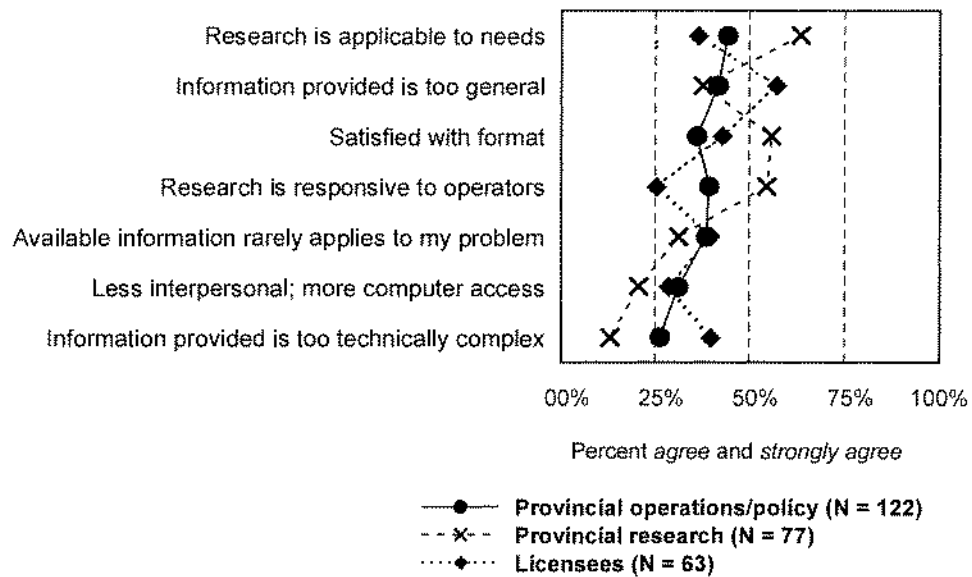 Research is applicable to needs
Information provided is too general
Satisfied with format
Research is responsive to operators
Available information rarely applies to my problem
Less interpersonal; more computer access
Information provided is too technically complex
00% 25% 50% 75% 100%
Percent agree and strongly agree
Provincial operations/policy (N = 122)
Provincial research (N = 77)
Licensees (N = 63)